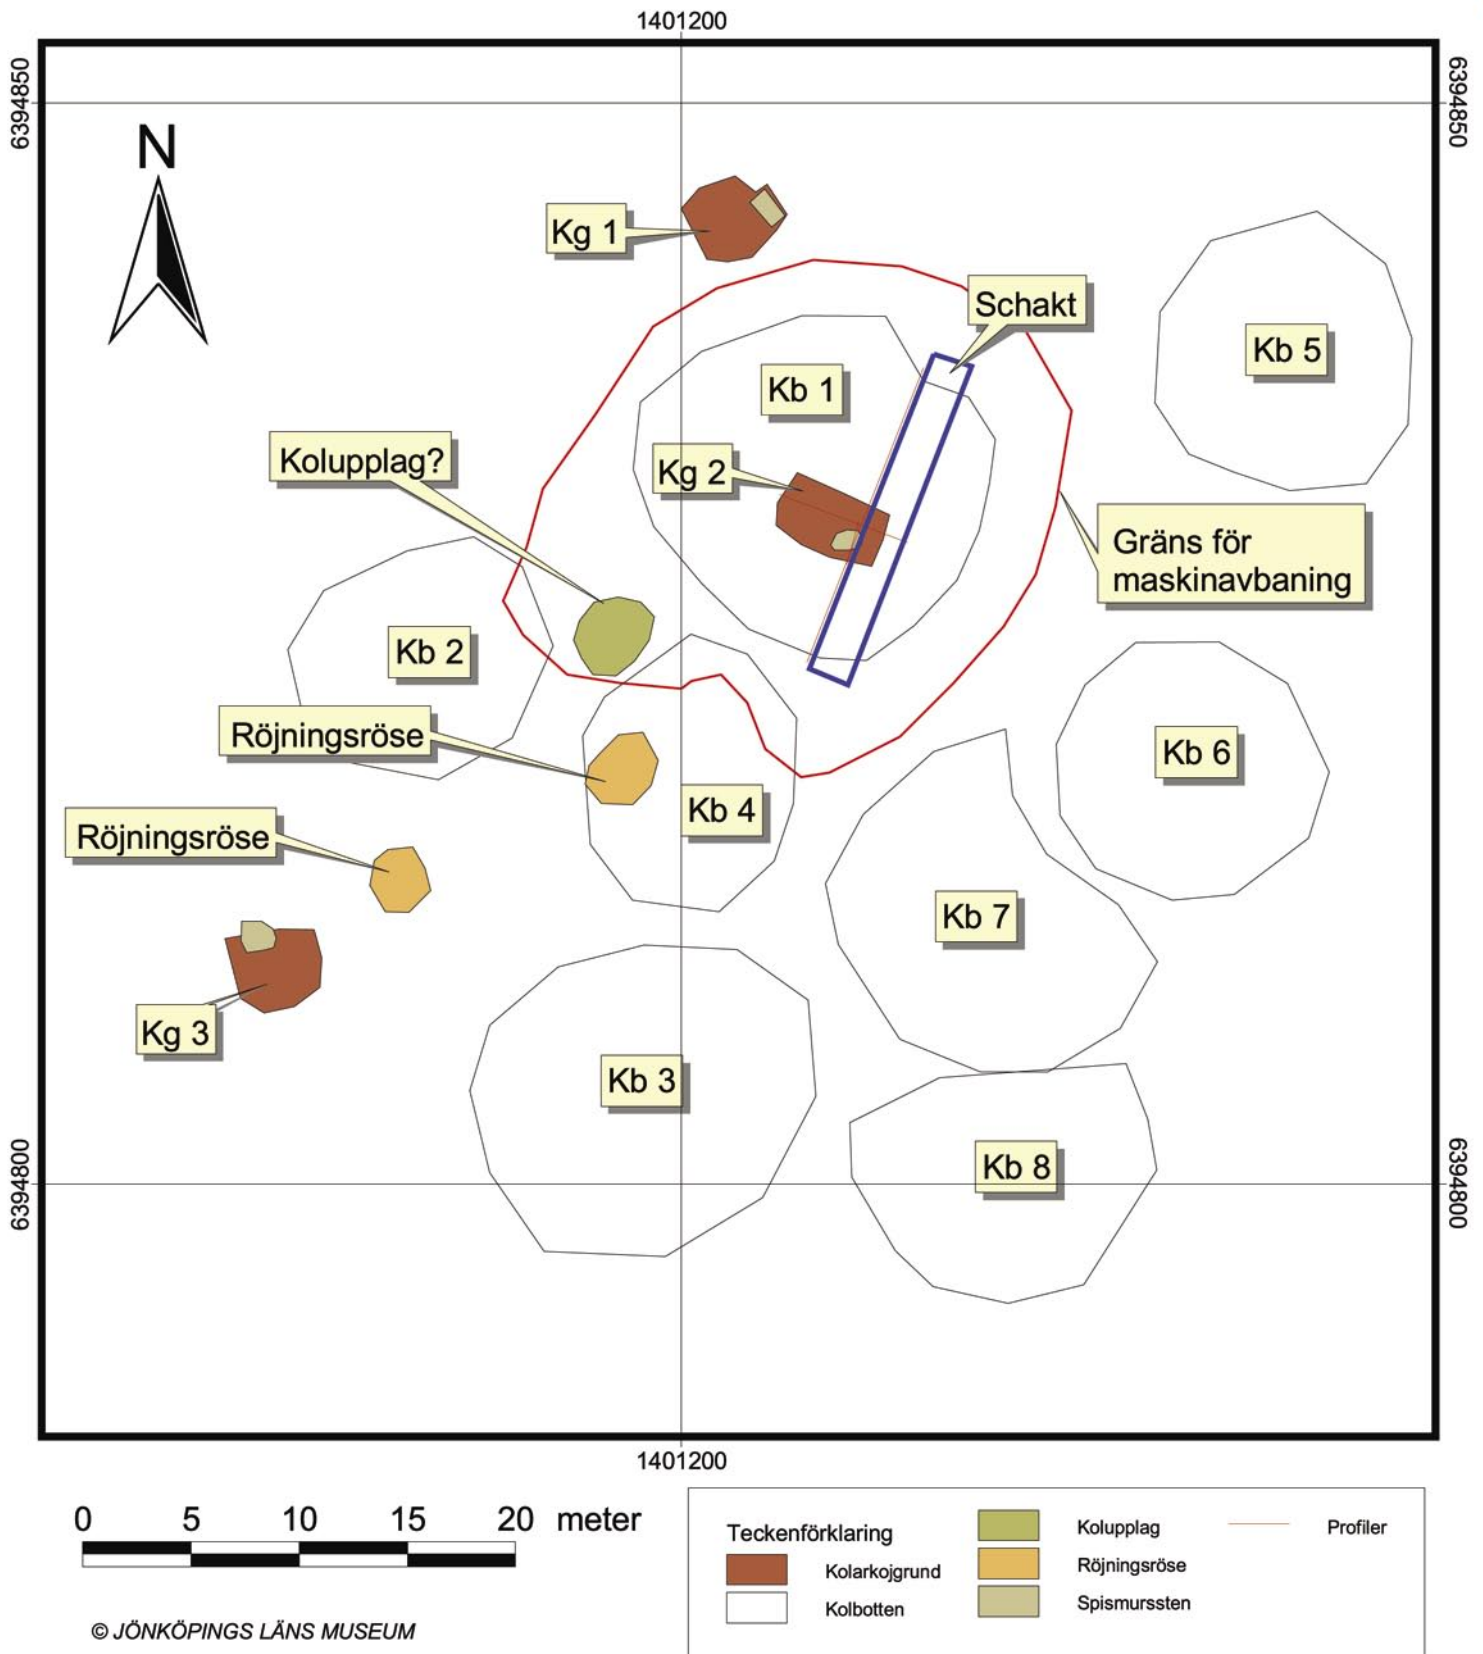 1401200
6394850
6394850
N
Kg 1
Schakt
Kb 5
Kb 1
Kolupplag?
Kg 2
Gräns för
maskinavbaning
Kb 2
Röjningsröse
Kb 6
Kb 4
Röjningsröse
Kb 7
Kg 3
Kb 3
Kb 8
6394800
6394800
1401200
0 5 10 15 20 meter
Teckenförklaring
Kolarkojgrund
Kolbotten
Kolupplag
Röjningsröse
Spismurssten
Profiler
© JÖNKÖPINGS LÄNS MUSEUM